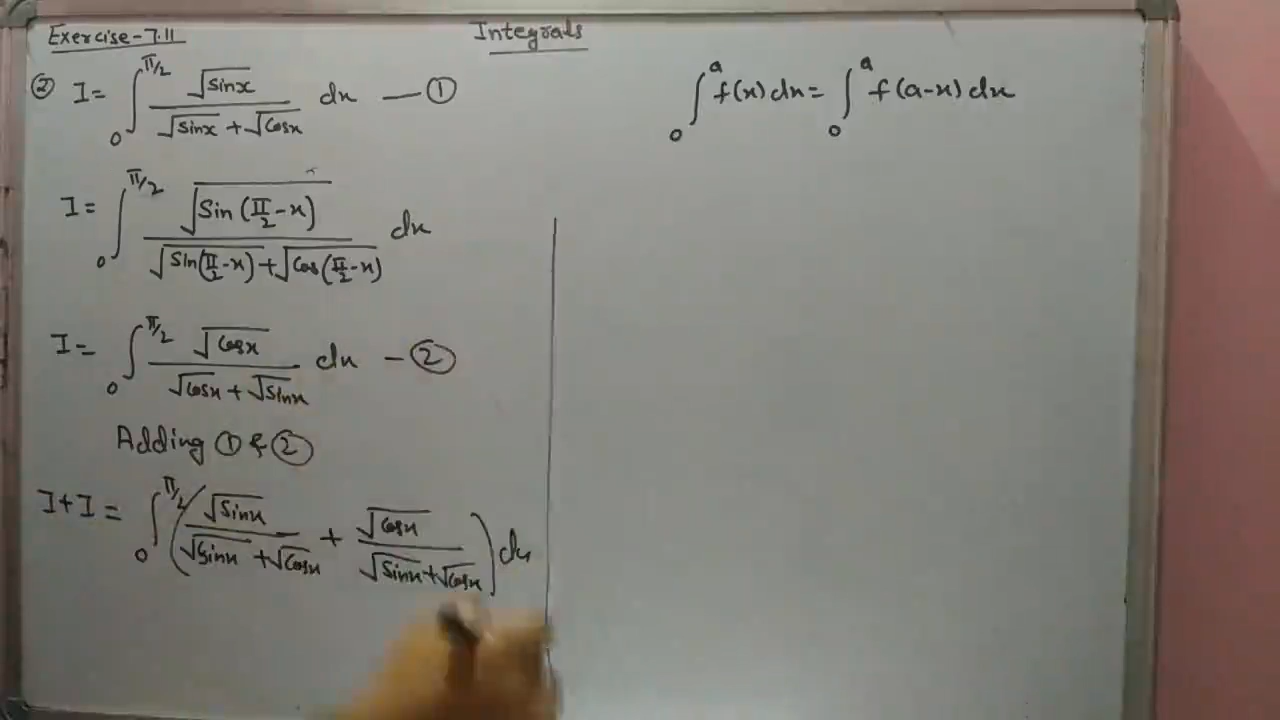 Exercise-7.11
Integrals
② I = ∫₀^π/2 √sinx / (√sinx + √cosx) dx — ①
I = ∫₀^π/2 √Sin(π/2 - x) / (√Sin(π/2 - x) + √Cos(π/2 - x)) dx
I = ∫₀^π/2 √Cosx / (√Cosx + √Sinx) dx - ②
Adding ① & ②
I + I = ∫₀^π/2 (√Sinx / (√Sinx + √Cosx) + √Cosx / (√Sinx + √Cosx)) dx
∫₀^a f(x) dx = ∫₀^a f(a-x) dx